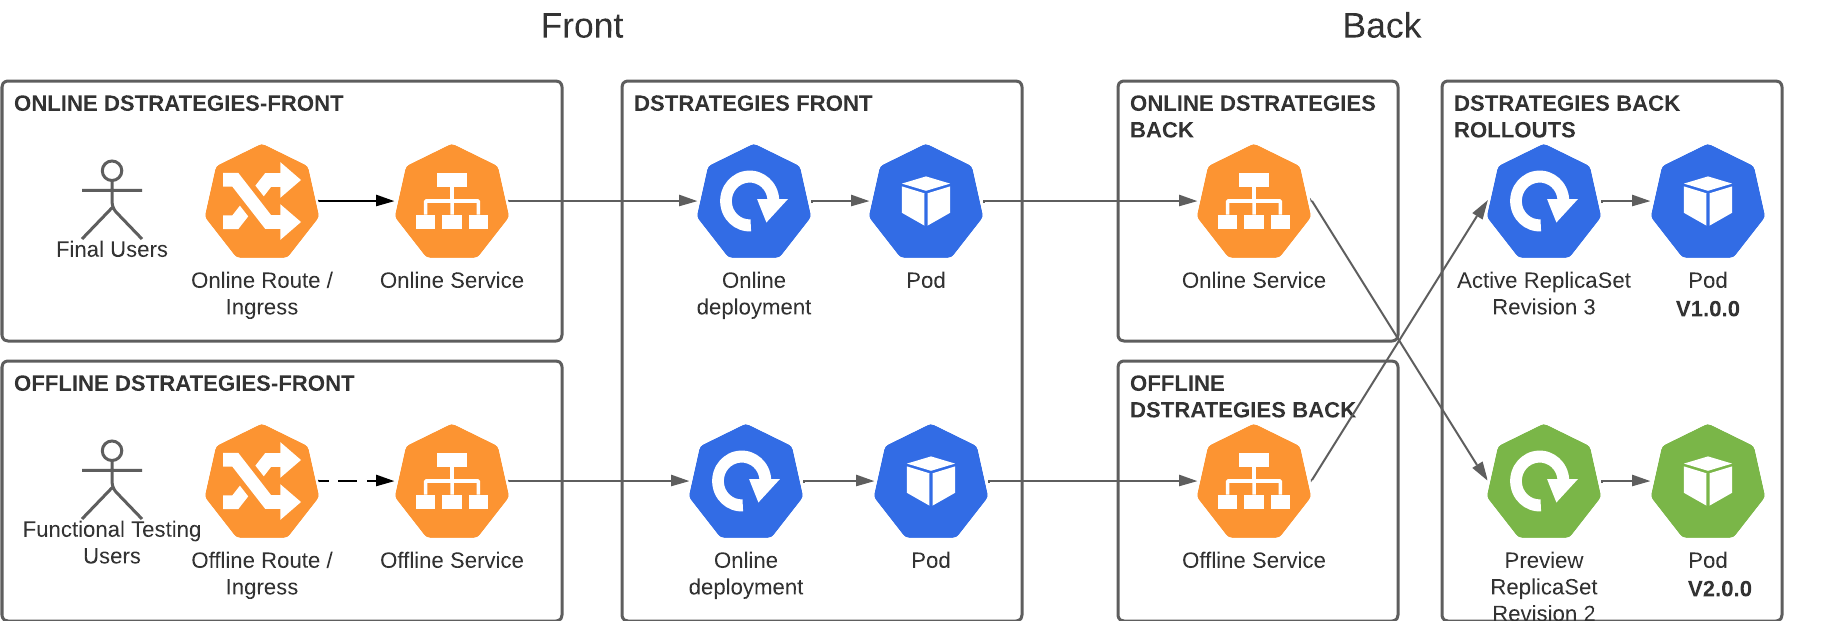 Front
Back
ONLINE DSTRATEGIES-FRONT
Final Users
Online Route /
Ingress
Online Service
DSTRATEGIES FRONT
Online
deployment
Pod
ONLINE DSTRATEGIES
BACK
Online Service
DSTRATEGIES BACK
ROLLOUTS
Active ReplicaSet
Revision 3
Pod
V1.0.0
OFFLINE DSTRATEGIES-FRONT
Functional Testing
Users
Offline Route /
Ingress
Offline Service
Online
deployment
Pod
OFFLINE
DSTRATEGIES BACK
Offline Service
Preview
ReplicaSet
Revision 2
Pod
V2.0.0